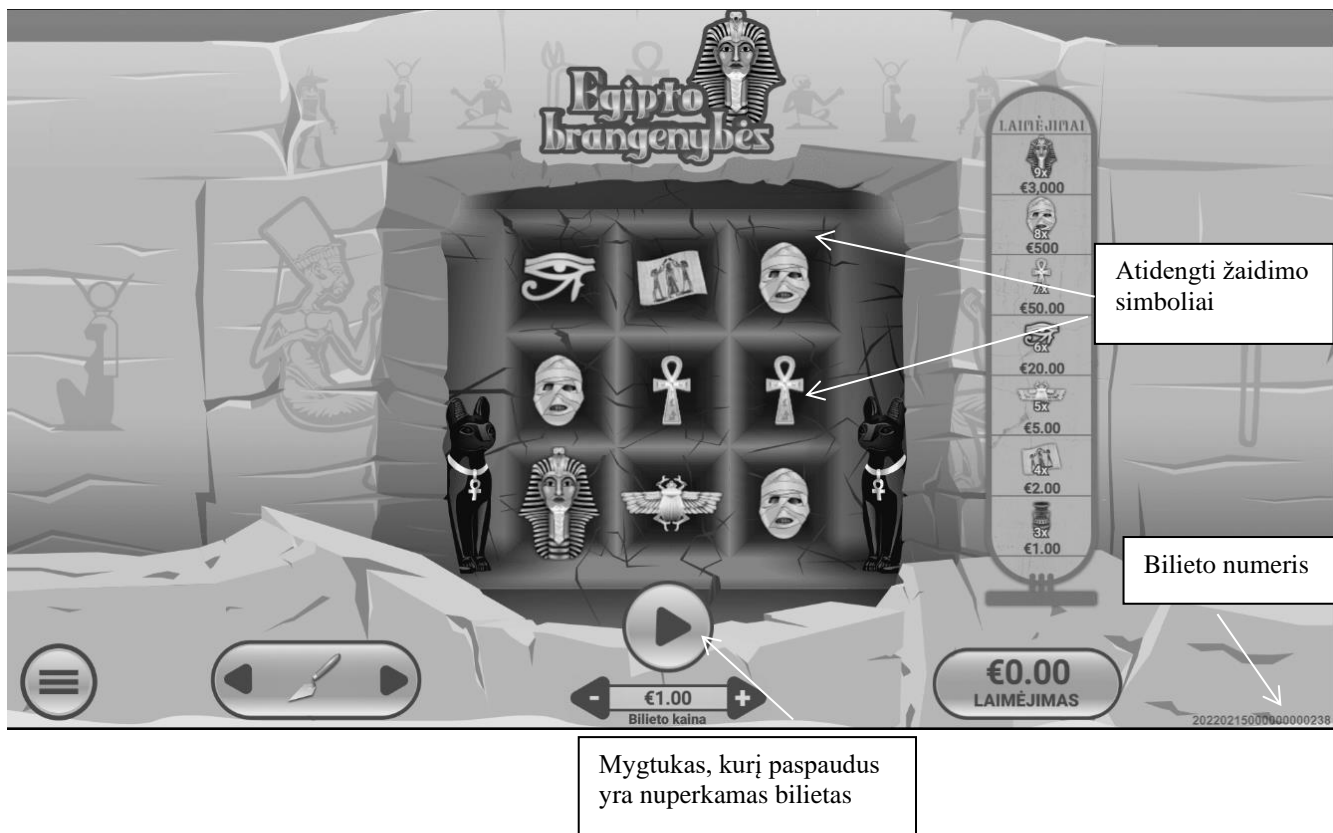 Egipto
brangenybės
LAIMĖJIMAI
9x
€3,000
8x
€500
7x
€50.00
6x
€20.00
5x
€5.00
4x
€2.00
3x
€1.00
Atidengti žaidimo
simboliai
Bilieto numeris
€1.00
Bilieto kaina
€0.00
LAIMĖJIMAS
20220215000000000238
Mygtukas, kurį paspaudus
yra nuperkamas bilietas